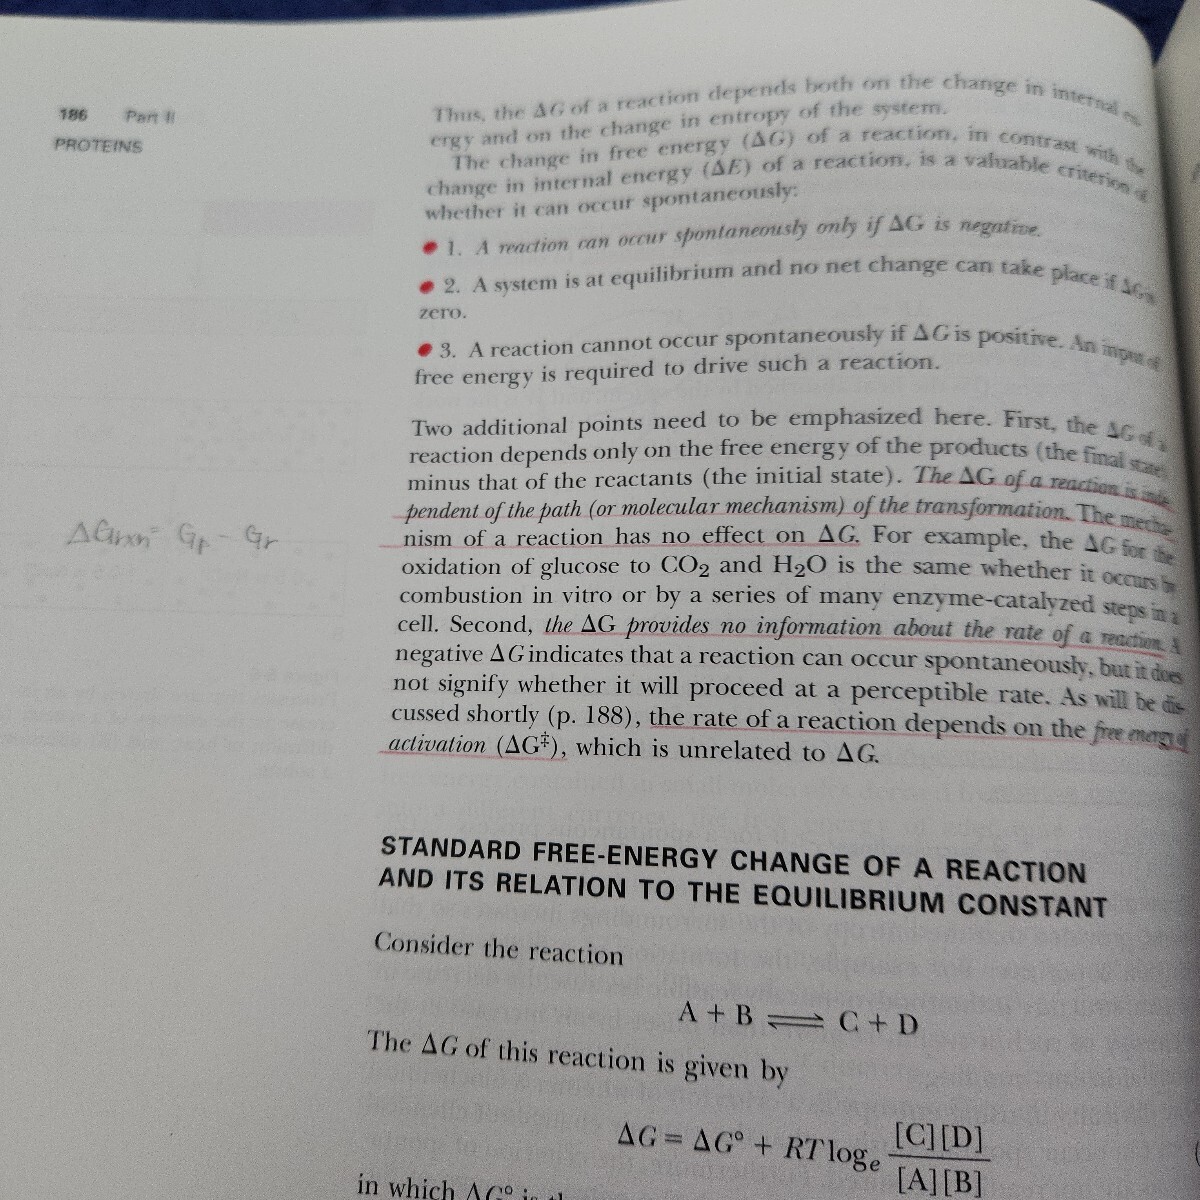 186 Part II
PROTEINS
Thus, the ΔG of a reaction depends both on the change in internal en-
ergy and on the change in entropy of the system.
The change in free energy (ΔG) of a reaction, in contrast with the
change in internal energy (ΔE) of a reaction, is a valuable criterion of
whether it can occur spontaneously:
• 1. A reaction can occur spontaneously only if ΔG is negative.
• 2. A system is at equilibrium and no net change can take place if ΔG is
zero.
• 3. A reaction cannot occur spontaneously if ΔG is positive. An input of
free energy is required to drive such a reaction.
Two additional points need to be emphasized here. First, the ΔG of a
reaction depends only on the free energy of the products (the final state)
minus that of the reactants (the initial state). The ΔG of a reaction is inde-
pendent of the path (or molecular mechanism) of the transformation. The mecha-
nism of a reaction has no effect on ΔG. For example, the ΔG for the
oxidation of glucose to CO₂ and H₂O is the same whether it occurs by
combustion in vitro or by a series of many enzyme-catalyzed steps in a
cell. Second, the ΔG provides no information about the rate of a reaction. A
negative ΔG indicates that a reaction can occur spontaneously, but it does
not signify whether it will proceed at a perceptible rate. As will be dis-
cussed shortly (p. 188), the rate of a reaction depends on the free energy of
activation (ΔG‡), which is unrelated to ΔG.
ΔGrxn = Gp - Gr
STANDARD FREE-ENERGY CHANGE OF A REACTION
AND ITS RELATION TO THE EQUILIBRIUM CONSTANT
Consider the reaction
A + B ⇌ C + D
The ΔG of this reaction is given by
ΔG = ΔG° + RT logₑ [C][D]
[A][B]
in which ΔG°